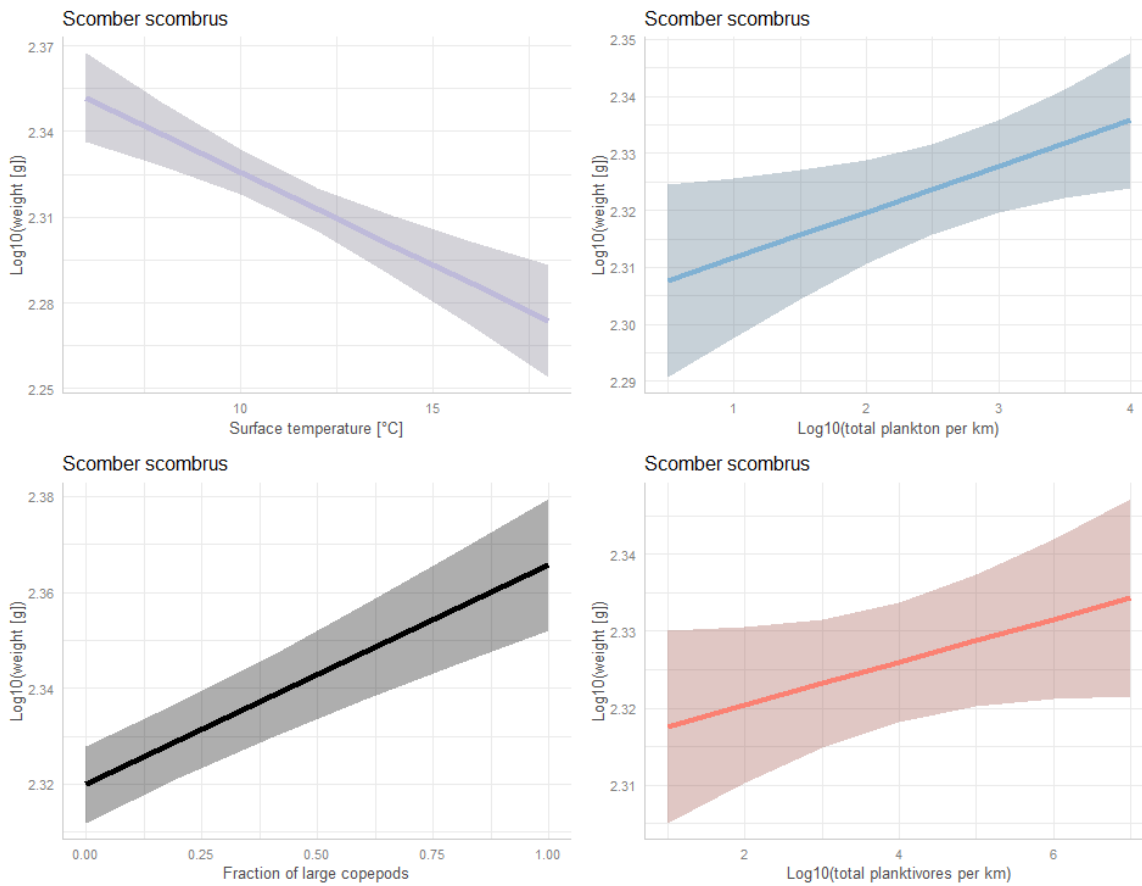 Scomber scombrus
Log10(weight [g])
2.37
2.34
2.31
2.28
2.25
10
15
Surface temperature [°C]
Scomber scombrus
Log10(weight [g])
2.35
2.34
2.33
2.32
2.31
2.30
2.29
1
2
3
4
Log10(total plankton per km)
Scomber scombrus
Log10(weight [g])
2.38
2.36
2.34
2.32
0.00
0.25
0.50
0.75
1.00
Fraction of large copepods
Scomber scombrus
Log10(weight [g])
2.34
2.33
2.32
2.31
2
4
6
Log10(total planktivores per km)